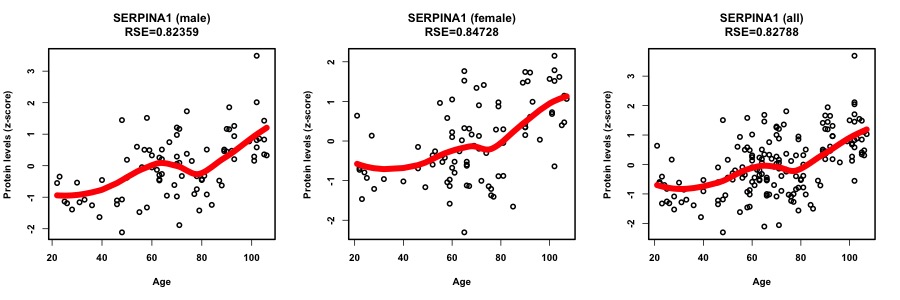 SERPINA1 (male)
RSE=0.82359
Protein levels (z-score)
3
2
1
0
-1
-2
20
40
60
80
100
Age
SERPINA1 (female)
RSE=0.84728
Protein levels (z-score)
2
1
0
-1
-2
20
40
60
80
100
Age
SERPINA1 (all)
RSE=0.82788
Protein levels (z-score)
3
2
1
0
-1
-2
20
40
60
80
100
Age